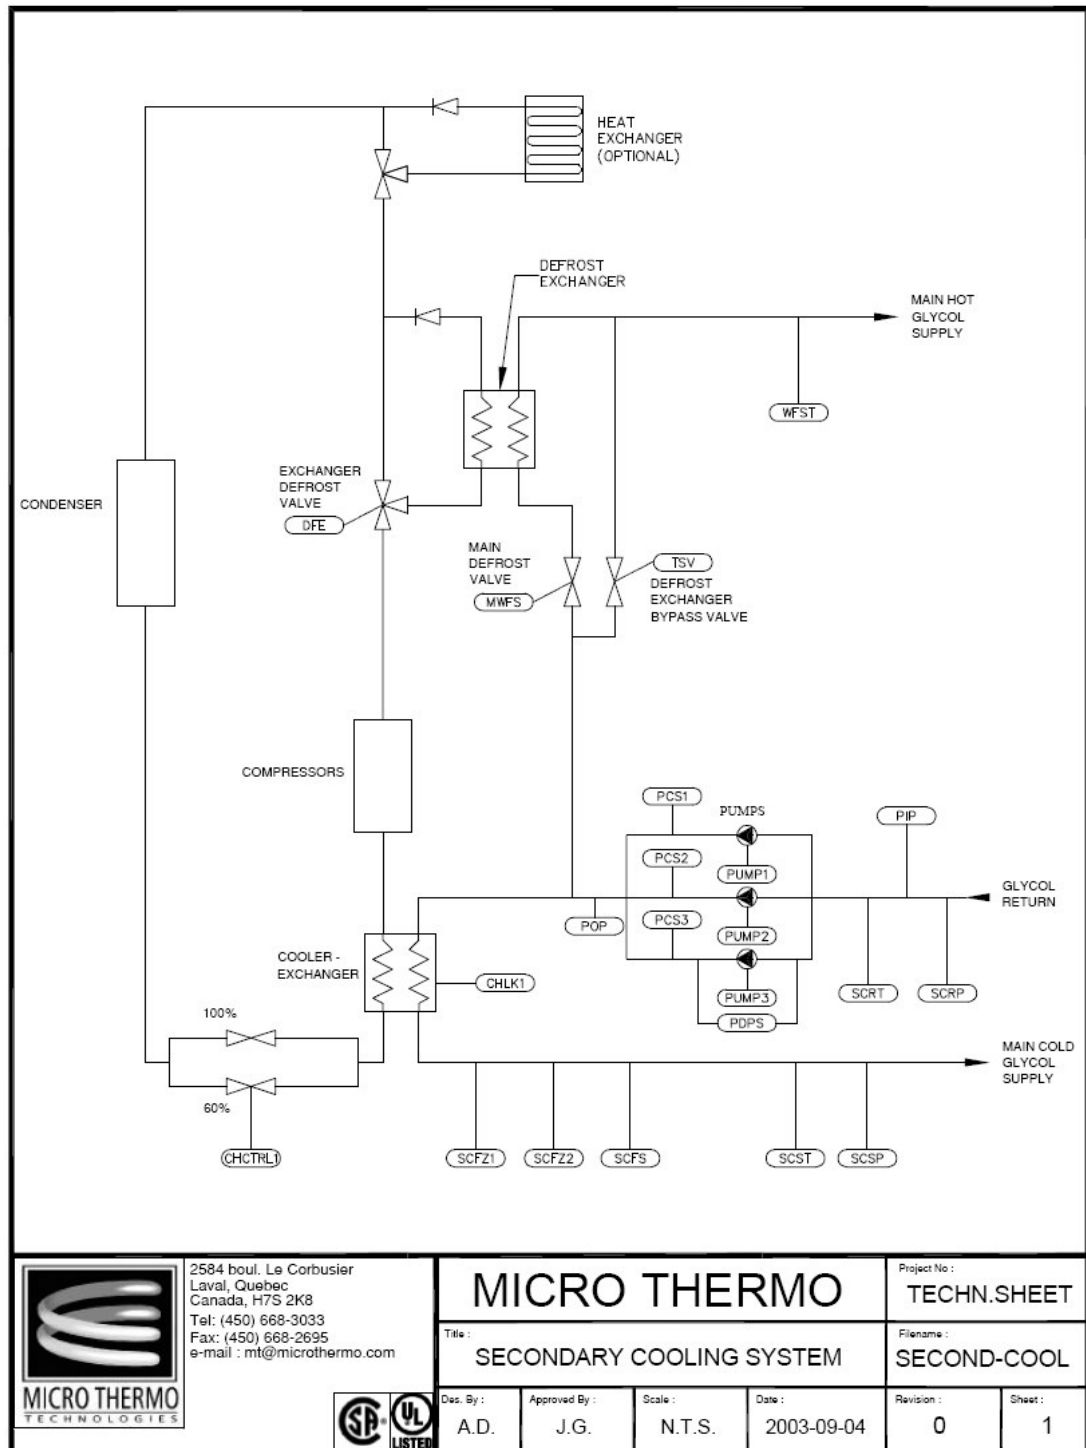 HEAT
EXCHANGER
(OPTIONAL)
DEFROST
EXCHANGER
MAIN HOT
GLYCOL
SUPPLY
WFST
EXCHANGER
DEFROST
VALVE
DFE
CONDENSER
MAIN
DEFROST
VALVE
MWFS
TSV
DEFROST
EXCHANGER
BYPASS VALVE
COMPRESSORS
PCS1
PUMPS
PIP
PCS2
PUMP1
GLYCOL
RETURN
POP
PCS3
PUMP2
COOLER -
EXCHANGER
CHLK1
PUMP3
SCRT
SCRP
PDPS
100%
60%
MAIN COLD
GLYCOL
SUPPLY
CHCTRL1
SCFZ1
SCFZ2
SCFS
SCST
SCSP
MICRO THERMO
TECHNOLOGIES
2584 boul. Le Corbusier
Laval, Quebec
Canada, H7S 2K8
Tel: (450) 668-3033
Fax: (450) 668-2695
e-mail : mt@microthermo.com
SA
UL
LISTED
MICRO THERMO
Project No :
TECHN.SHEET
Title :
SECONDARY COOLING SYSTEM
Filename :
SECOND-COOL
Des. By :
A.D.
Approved By :
J.G.
Scale :
N.T.S.
Date :
2003-09-04
Revision :
0
Sheet :
1